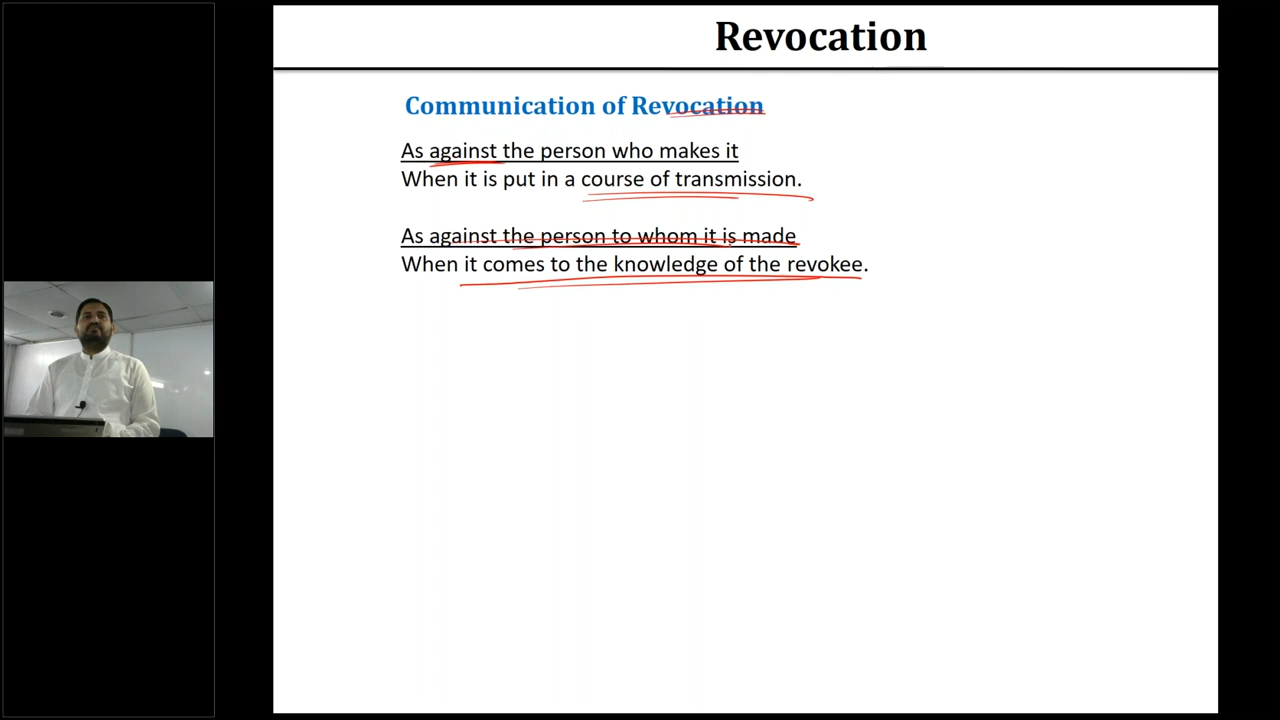 Revocation
Communication of Revocation
As against the person who makes it
When it is put in a course of transmission.
As against the person to whom it is made
When it comes to the knowledge of the revokee.